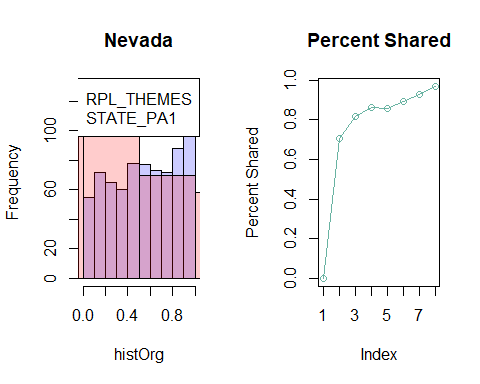 Nevada
Percent Shared
RPL_THEMES
STATE_PA1
Frequency
0
60
100
0.0
0.4
0.8
histOrg
Percent Shared
0.0
0.2
0.4
0.6
0.8
1.0
1
3
5
7
Index